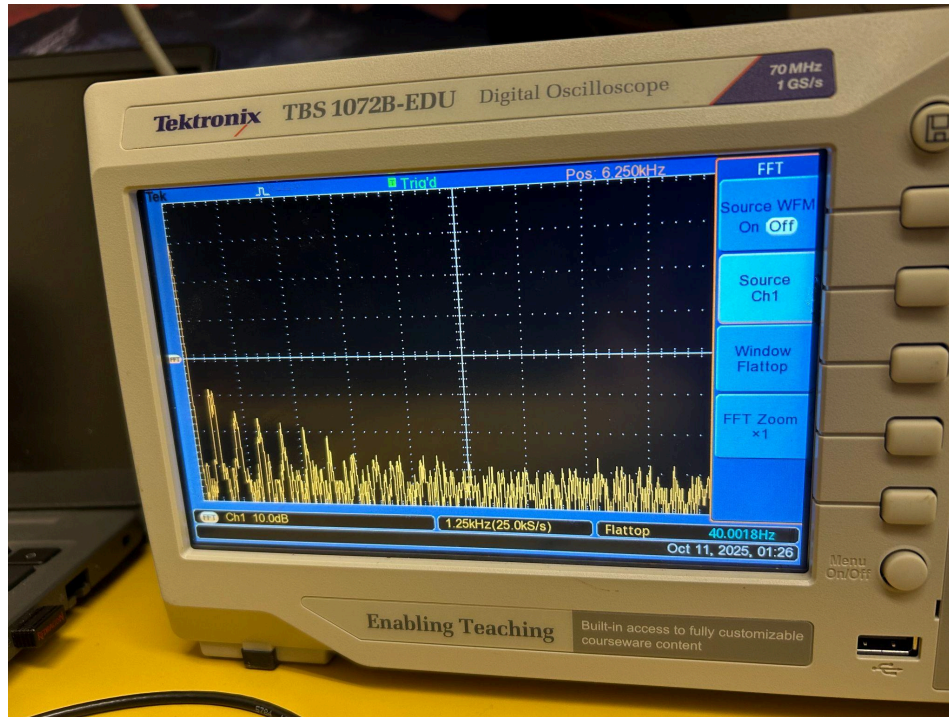 Tektronix TBS 1072B-EDU Digital Oscilloscope
70 MHz
1 GS/s
Tek Trig'd Pos: 6.250kHz
FFT
Source WFM
On Off
Source
Ch1
Window
Flattop
FFT Zoom
×1
Ch1 10.0dB 1.25kHz(25.0kS/s) Flattop 40.0018Hz
Oct 11, 2025, 01:26
Menu
On/Off
Enabling Teaching
Built-in access to fully customizable
courseware content